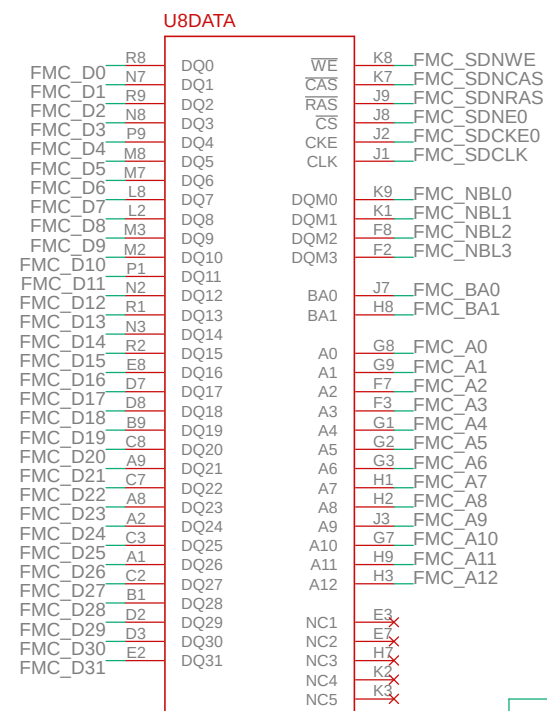 U8DATA
FMC_D0 R8 DQ0
FMC_D1 N7 DQ1
FMC_D2 R9 DQ2
FMC_D3 N8 DQ3
FMC_D4 P9 DQ4
FMC_D5 M8 DQ5
FMC_D6 M7 DQ6
FMC_D7 L8 DQ7
FMC_D8 L2 DQ8
FMC_D9 M3 DQ9
FMC_D10 M2 DQ10
FMC_D11 P1 DQ11
FMC_D12 N2 DQ12
FMC_D13 R1 DQ13
FMC_D14 N3 DQ14
FMC_D15 R2 DQ15
FMC_D16 E8 DQ16
FMC_D17 D7 DQ17
FMC_D18 D8 DQ18
FMC_D19 B9 DQ19
FMC_D20 C8 DQ20
FMC_D21 A9 DQ21
FMC_D22 C7 DQ22
FMC_D23 A8 DQ23
FMC_D24 A2 DQ24
FMC_D25 C3 DQ25
FMC_D26 A1 DQ26
FMC_D27 C2 DQ27
FMC_D28 B1 DQ28
FMC_D29 D2 DQ29
FMC_D30 D3 DQ30
FMC_D31 E2 DQ31
WE K8 FMC_SDNWE
CAS K7 FMC_SDNCAS
RAS J9 FMC_SDNRAS
CS J8 FMC_SDNE0
CKE J2 FMC_SDCKE0
CLK J1 FMC_SDCLK
DQM0 K9 FMC_NBL0
DQM1 K1 FMC_NBL1
DQM2 F8 FMC_NBL2
DQM3 F2 FMC_NBL3
BA0 J7 FMC_BA0
BA1 H8 FMC_BA1
A0 G8 FMC_A0
A1 G9 FMC_A1
A2 F7 FMC_A2
A3 F3 FMC_A3
A4 G1 FMC_A4
A5 G2 FMC_A5
A6 G3 FMC_A6
A7 H1 FMC_A7
A8 H2 FMC_A8
A9 J3 FMC_A9
A10 G7 FMC_A10
A11 H9 FMC_A11
A12 H3 FMC_A12
NC1 E3
NC2 E7
NC3 H7
NC4 K2
NC5 K3